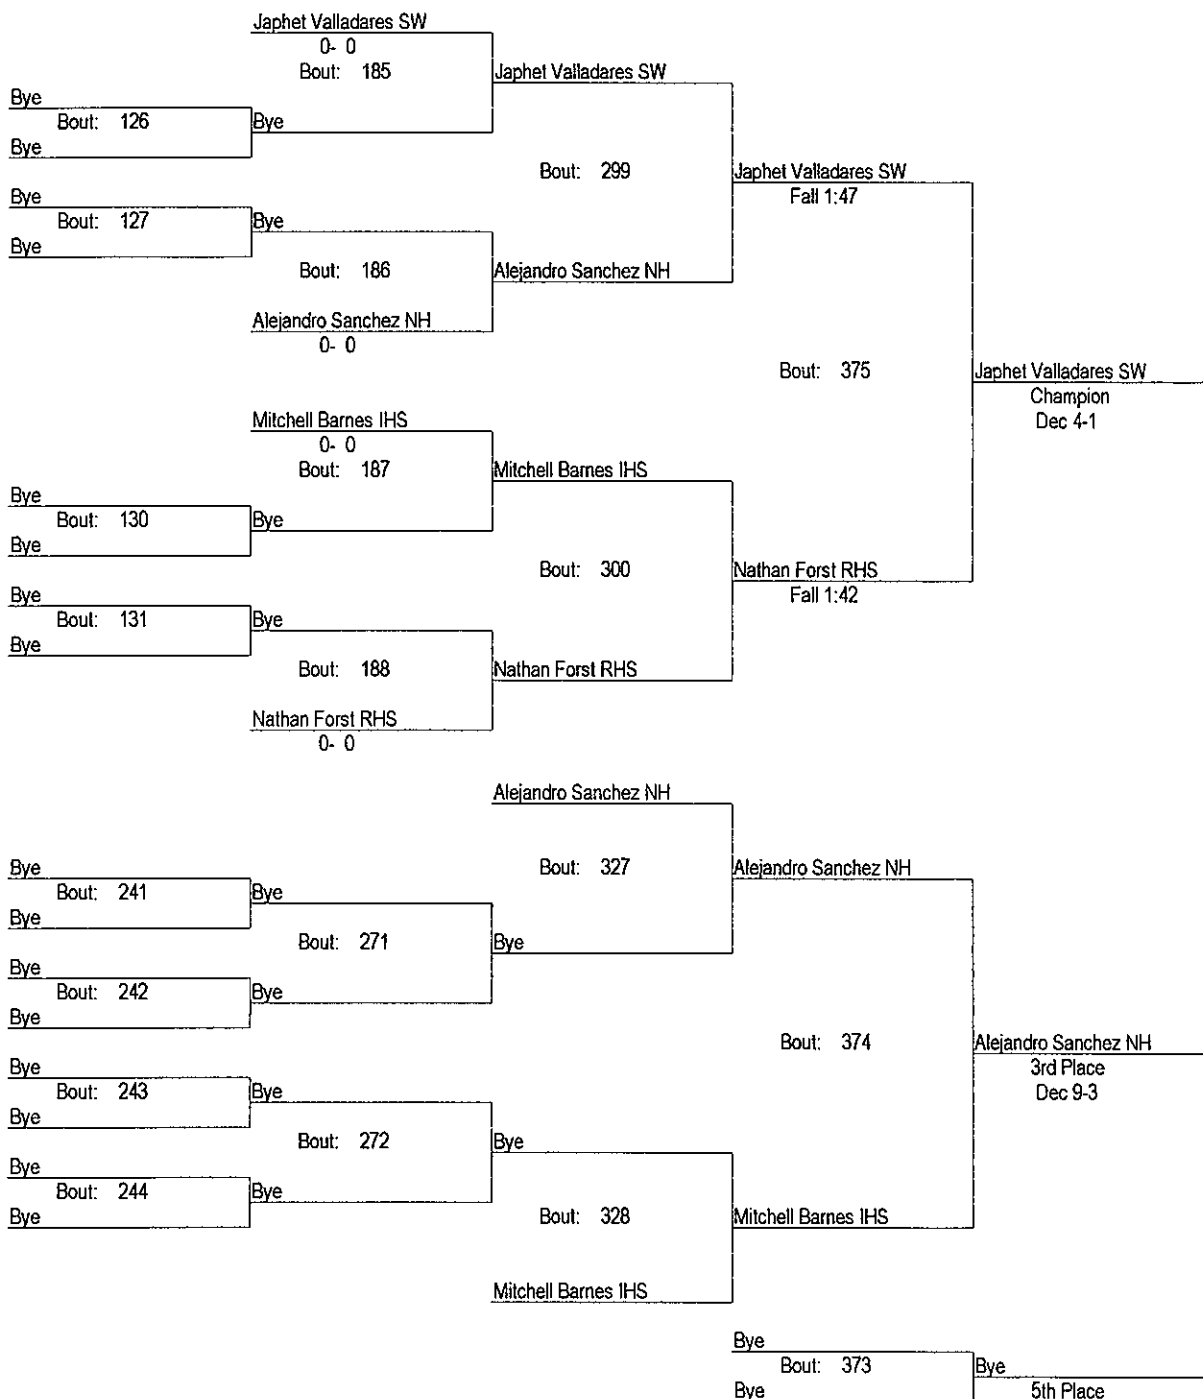 Japhet Valladares SW
0- 0
Bout: 185
Japhet Valladares SW
Bye
Bout: 126
Bye
Bye
Bout: 299
Japhet Valladares SW
Fall 1:47
Bye
Bout: 127
Bye
Bye
Bout: 186
Alejandro Sanchez NH
Alejandro Sanchez NH
0- 0
Bout: 375
Japhet Valladares SW
Champion
Dec 4-1
Mitchell Barnes IHS
0- 0
Bout: 187
Mitchell Barnes IHS
Bye
Bout: 130
Bye
Bye
Bout: 300
Nathan Forst RHS
Fall 1:42
Bye
Bout: 131
Bye
Bye
Bout: 188
Nathan Forst RHS
Nathan Forst RHS
0- 0
Alejandro Sanchez NH
Bout: 327
Alejandro Sanchez NH
Bye
Bout: 241
Bye
Bye
Bout: 271
Bye
Bye
Bout: 242
Bye
Bye
Bout: 374
Alejandro Sanchez NH
3rd Place
Dec 9-3
Bye
Bout: 243
Bye
Bye
Bout: 272
Bye
Bye
Bout: 244
Bye
Bye
Bout: 328
Mitchell Barnes IHS
Mitchell Barnes IHS
Bye
Bout: 373
Bye
Bye
5th Place